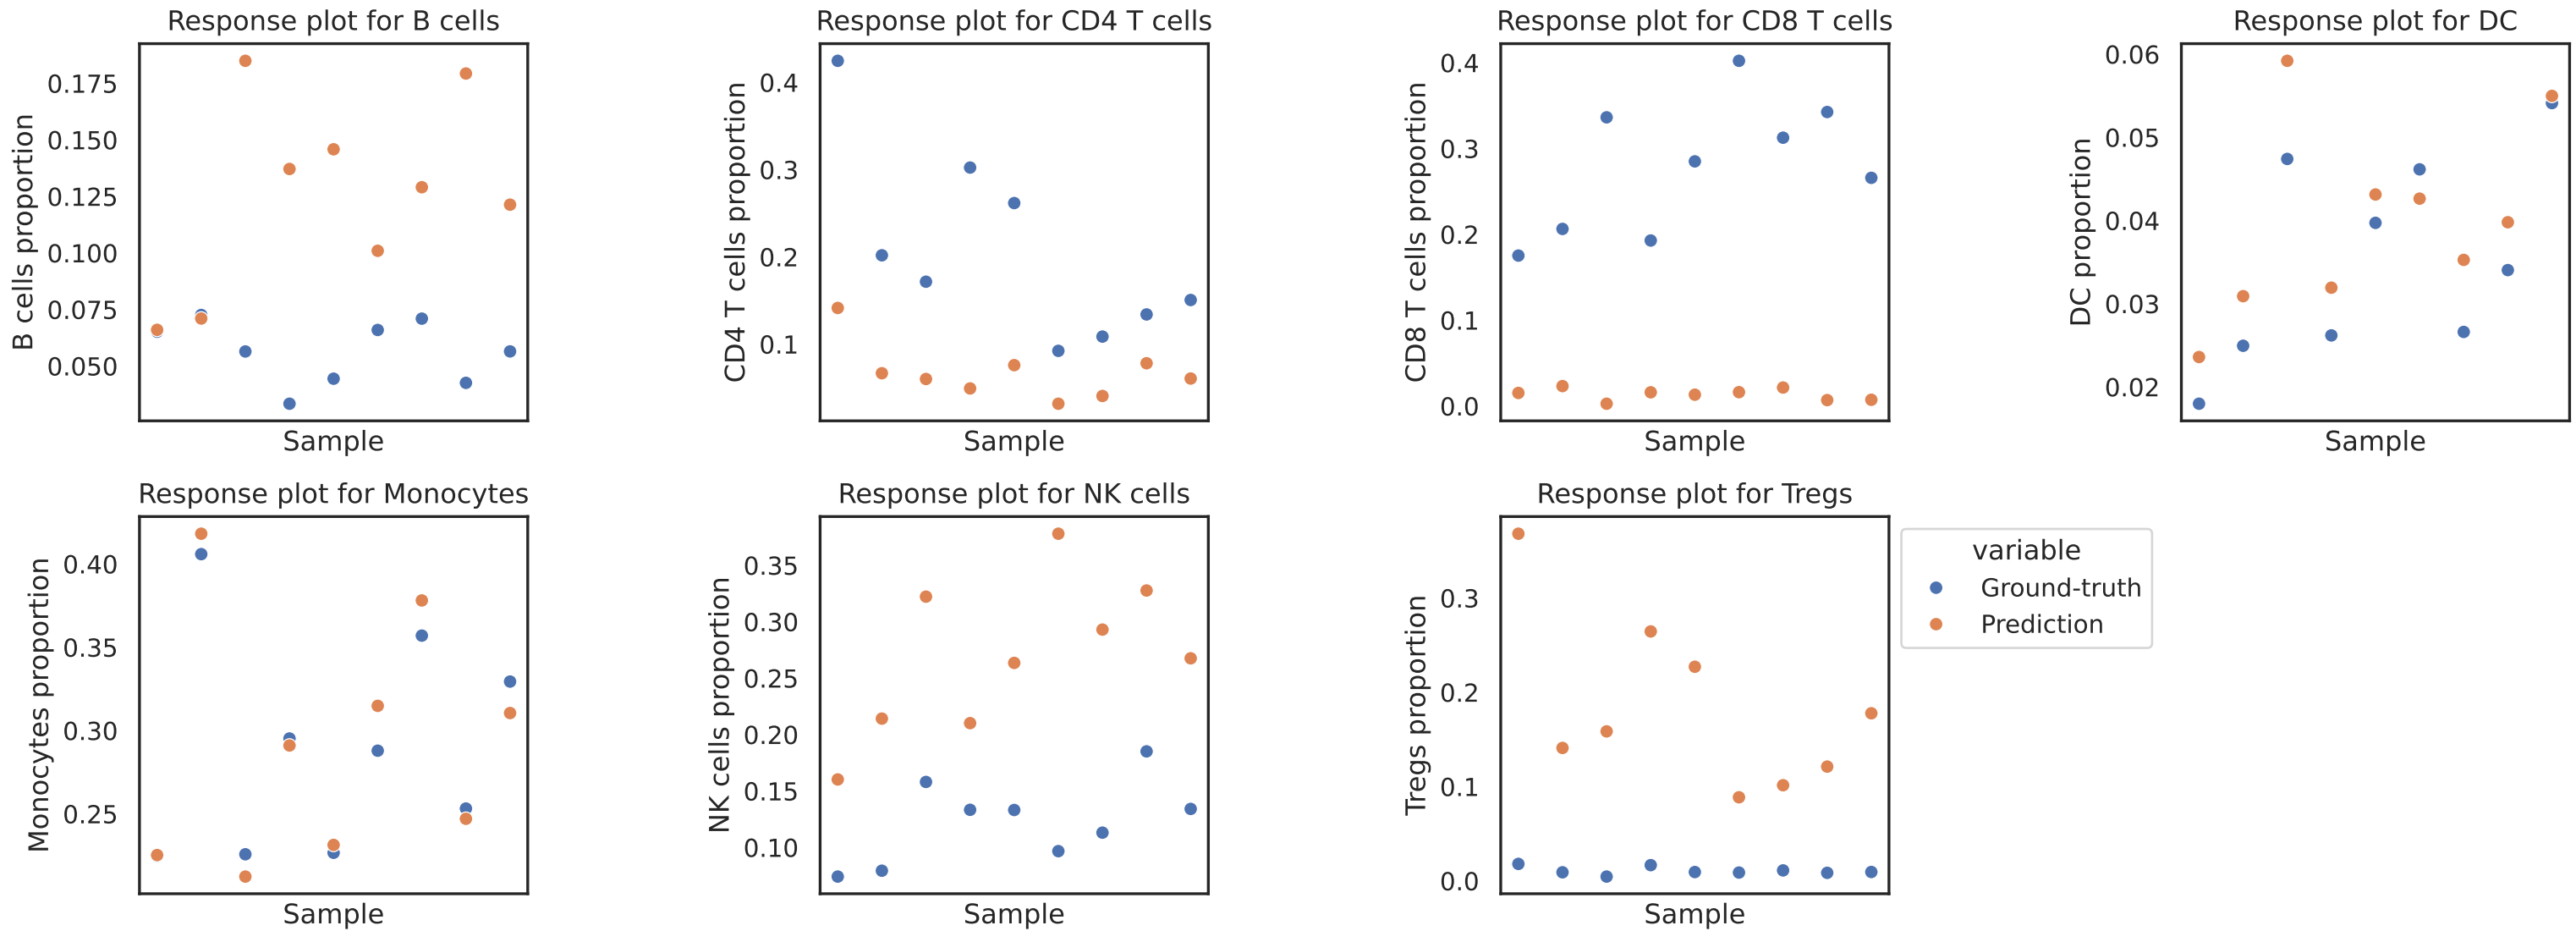 Response plot for B cells
B cells proportion
0.175
0.150
0.125
0.100
0.075
0.050
Sample
Response plot for CD4 T cells
CD4 T cells proportion
0.4
0.3
0.2
0.1
Sample
Response plot for CD8 T cells
CD8 T cells proportion
0.4
0.3
0.2
0.1
0.0
Sample
Response plot for DC
DC proportion
0.06
0.05
0.04
0.03
0.02
Sample
Response plot for Monocytes
Monocytes proportion
0.40
0.35
0.30
0.25
Sample
Response plot for NK cells
NK cells proportion
0.35
0.30
0.25
0.20
0.15
0.10
Sample
Response plot for Tregs
Tregs proportion
0.3
0.2
0.1
0.0
Sample
variable
Ground-truth
Prediction